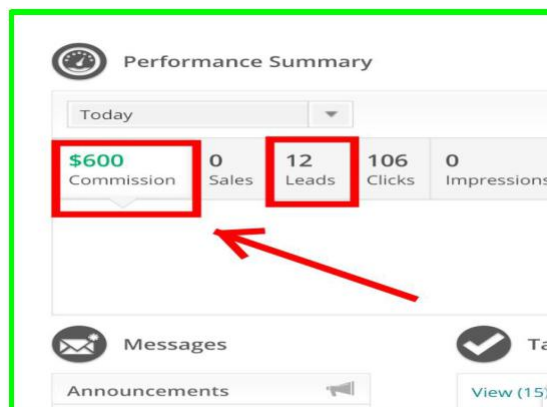 Performance Summary
Today
$600 0 12 106 0
Commission Sales Leads Clicks Impressions
Messages
Announcements
View (15)